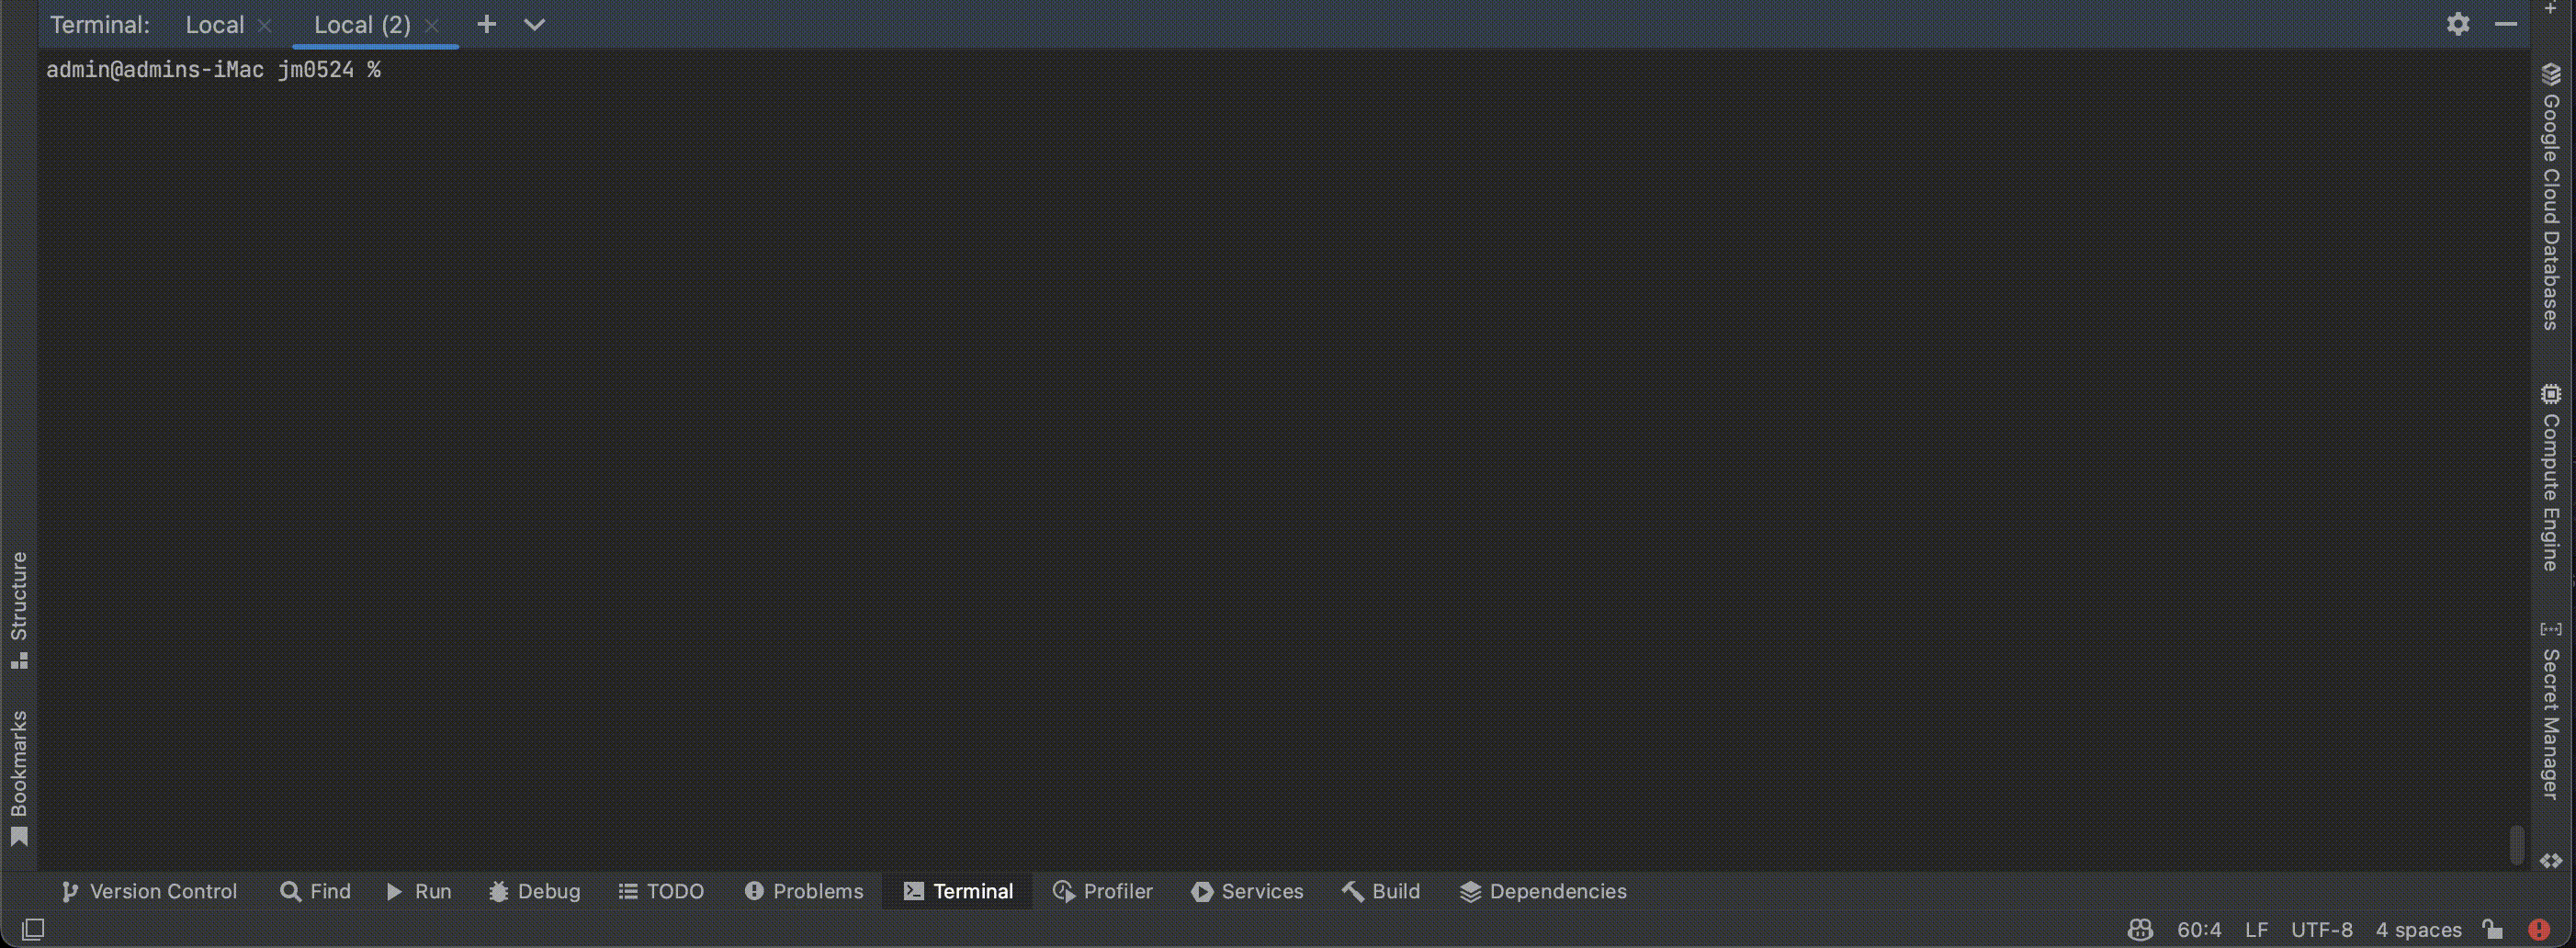 Terminal: Local Local (2)
admin@admins-iMac jm0524 %
Structure
Bookmarks
Google Cloud Databases
Compute Engine
Secret Manager
Version Control Find Run Debug TODO Problems Terminal Profiler Services Build Dependencies
60:4 LF UTF-8 4 spaces